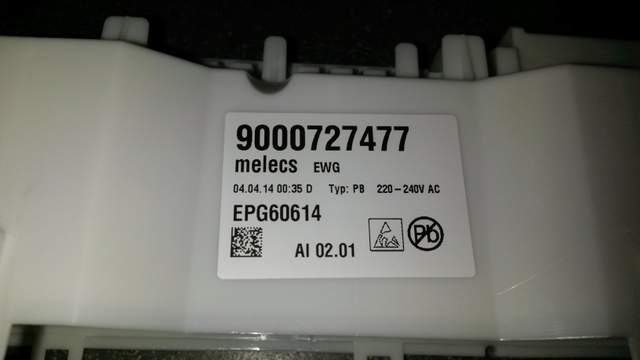 9000727477
melecs EWG
04.04.14 00:35 D Typ: PB 220-240V AC
EPG60614
AI 02.01
Pb